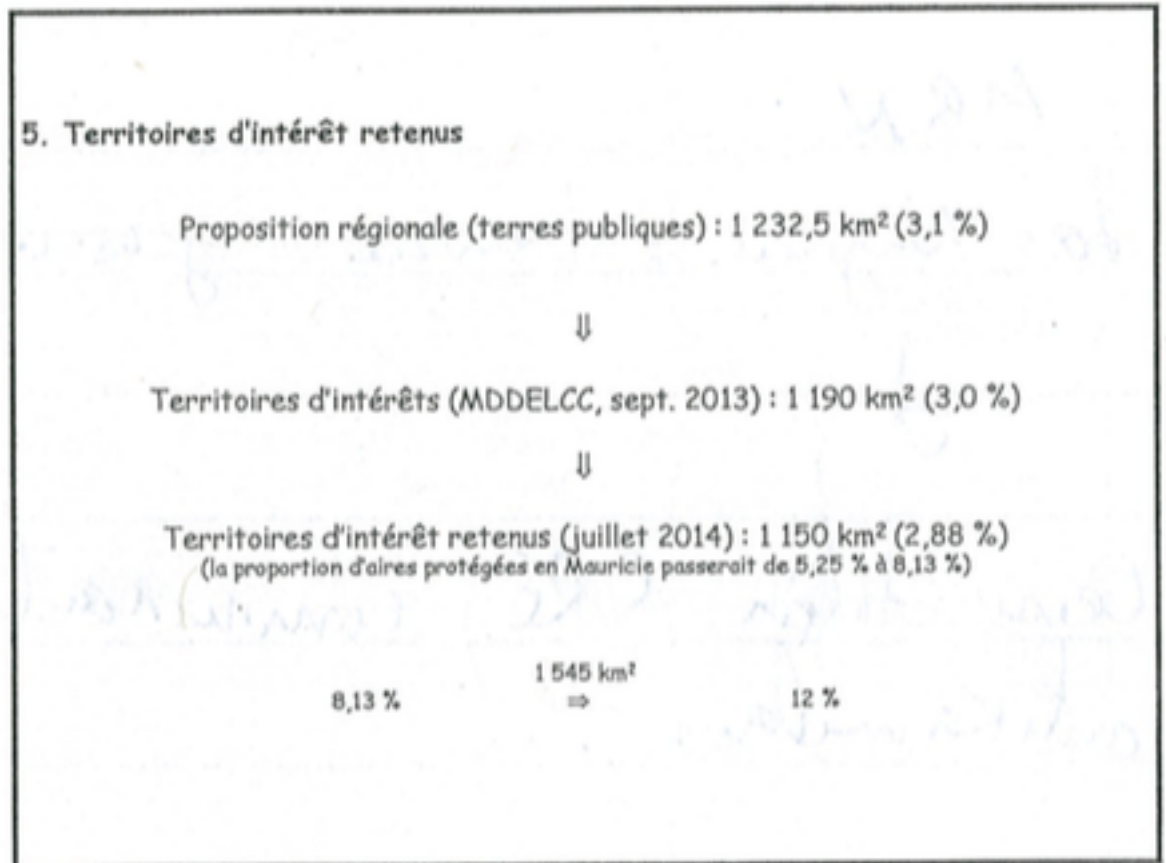 5. Territoires d'intérêt retenus
Proposition régionale (terres publiques) : 1 232,5 km² (3,1 %)
⇓
Territoires d'intérêts (MDDELCC, sept. 2013) : 1 190 km² (3,0 %)
⇓
Territoires d'intérêt retenus (juillet 2014) : 1 150 km² (2,88 %)
(la proportion d'aires protégées en Mauricie passerait de 5,25 % à 8,13 %)
1 545 km²
8,13 % ⇒ 12 %